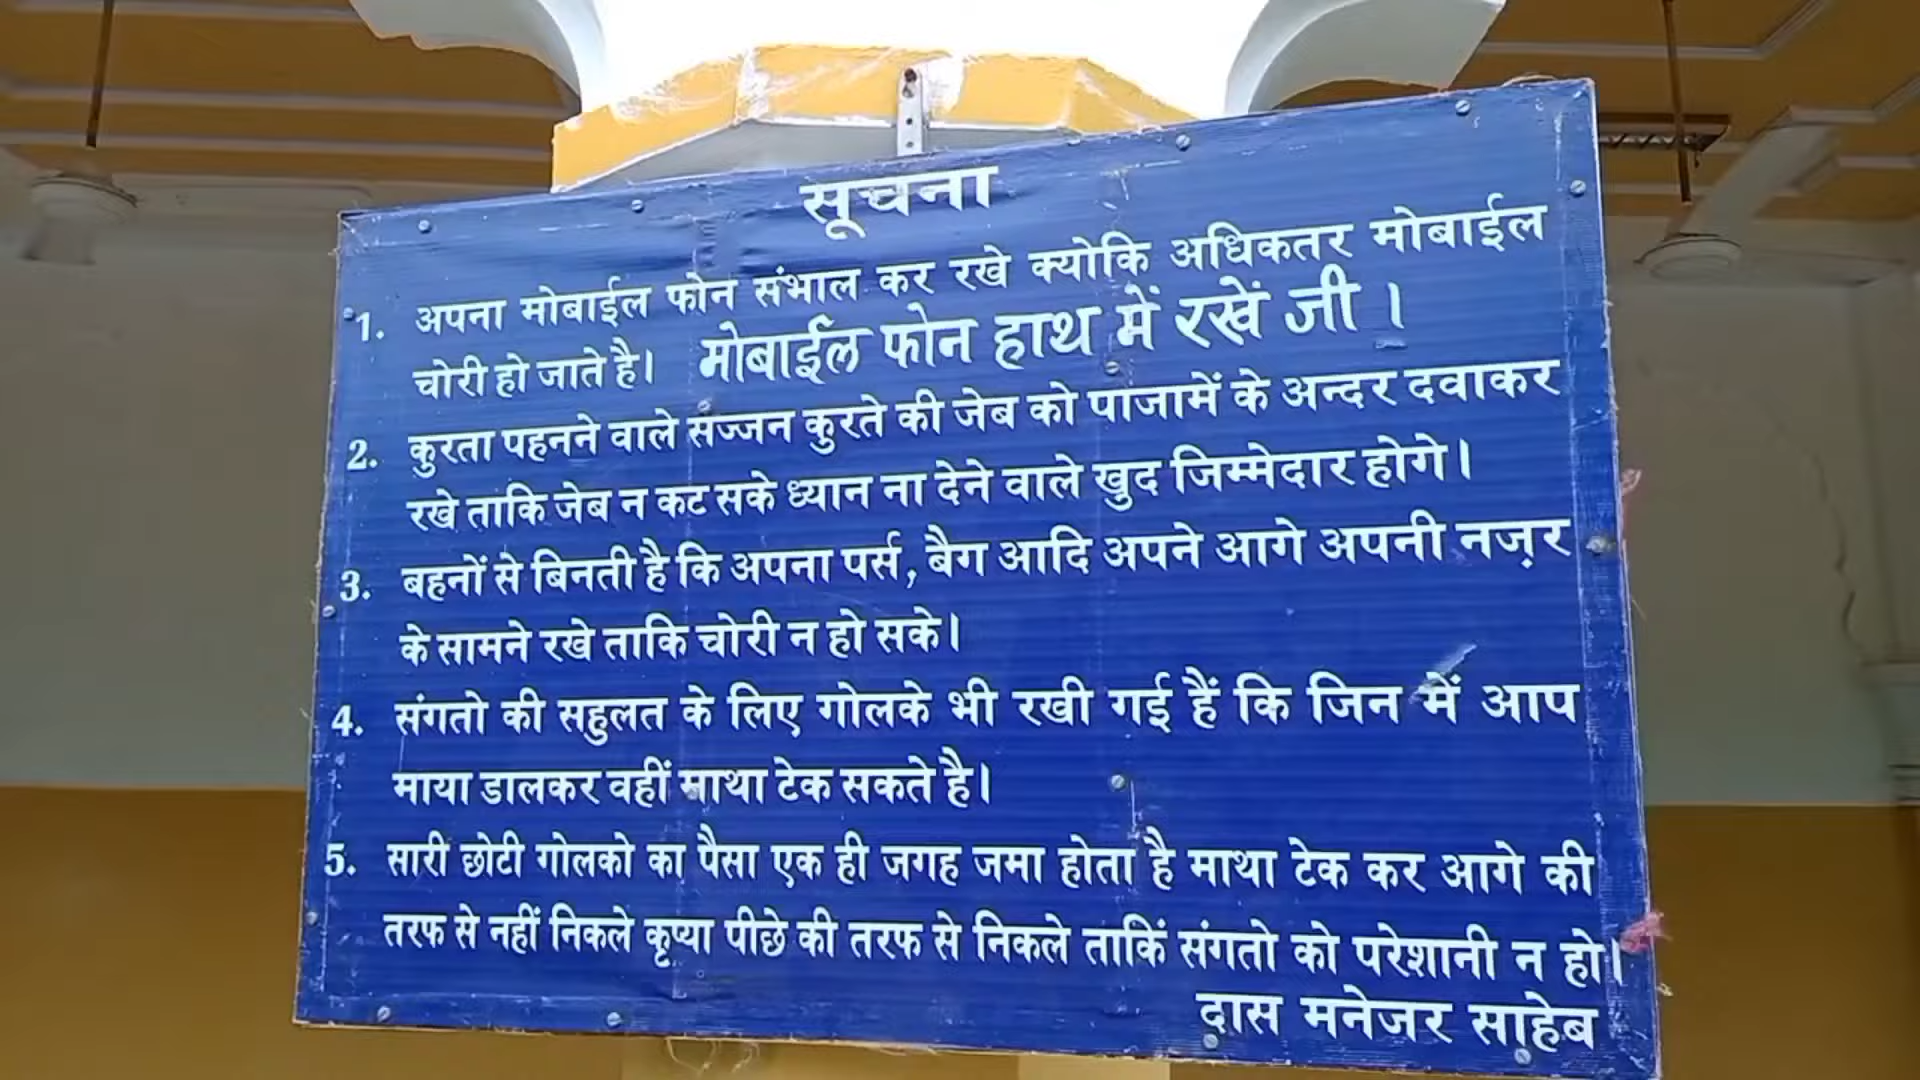 सूचना
1. अपना मोबाईल फोन संभाल कर रखे क्योकि अधिकतर मोबाईल
चोरी हो जाते है। मोबाईल फोन हाथ में रखें जी।
2. कुरता पहनने वाले सज्जन कुरते की जेब को पाजामें के अन्दर दवाकर
रखे ताकि जेब न कट सके ध्यान ना देने वाले खुद जिम्मेदार होगे।
3. बहनों से बिनती है कि अपना पर्स, बैग आदि अपने आगे अपनी नज़र
के सामने रखे ताकि चोरी न हो सके।
4. संगतो की सहुलत के लिए गोलके भी रखी गई हैं कि जिन में आप
माया डालकर वहीं माथा टेक सकते है।
5. सारी छोटी गोलको का पैसा एक ही जगह जमा होता है माथा टेक कर आगे की
तरफ से नहीं निकले कृप्या पीछे की तरफ से निकले ताकिं संगतो को परेशानी न हो।
दास मनेजर साहेब